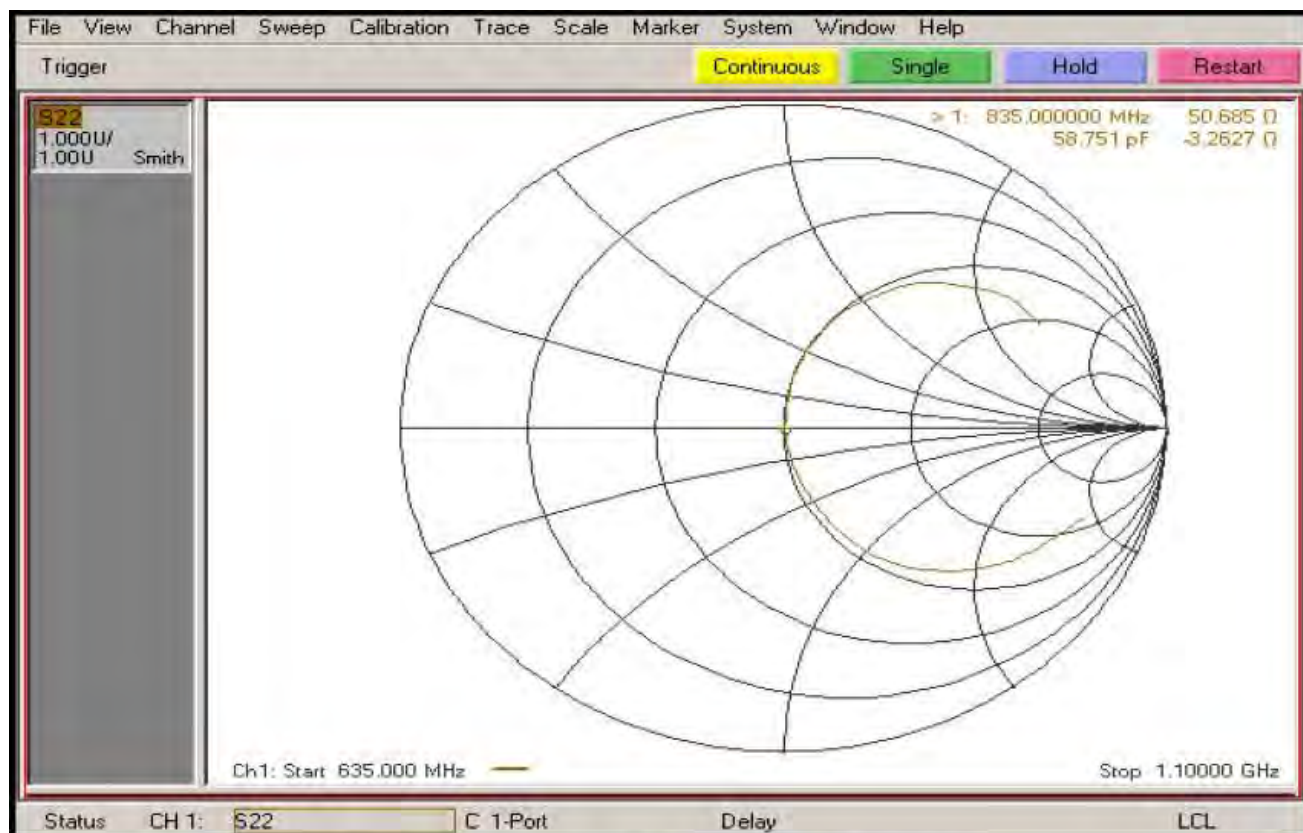 File View Channel Sweep Calibration Trace Scale Marker System Window Help
Trigger Continuous Single Hold Restart
S22
1.000U/
1.00U Smith
> 1: 835.000000 MHz 50.685 Ω
58.751 pF -3.2627 Ω
Ch1: Start 635.000 MHz Stop 1.10000 GHz
Status CH 1: S22 C 1-Port Delay LCL